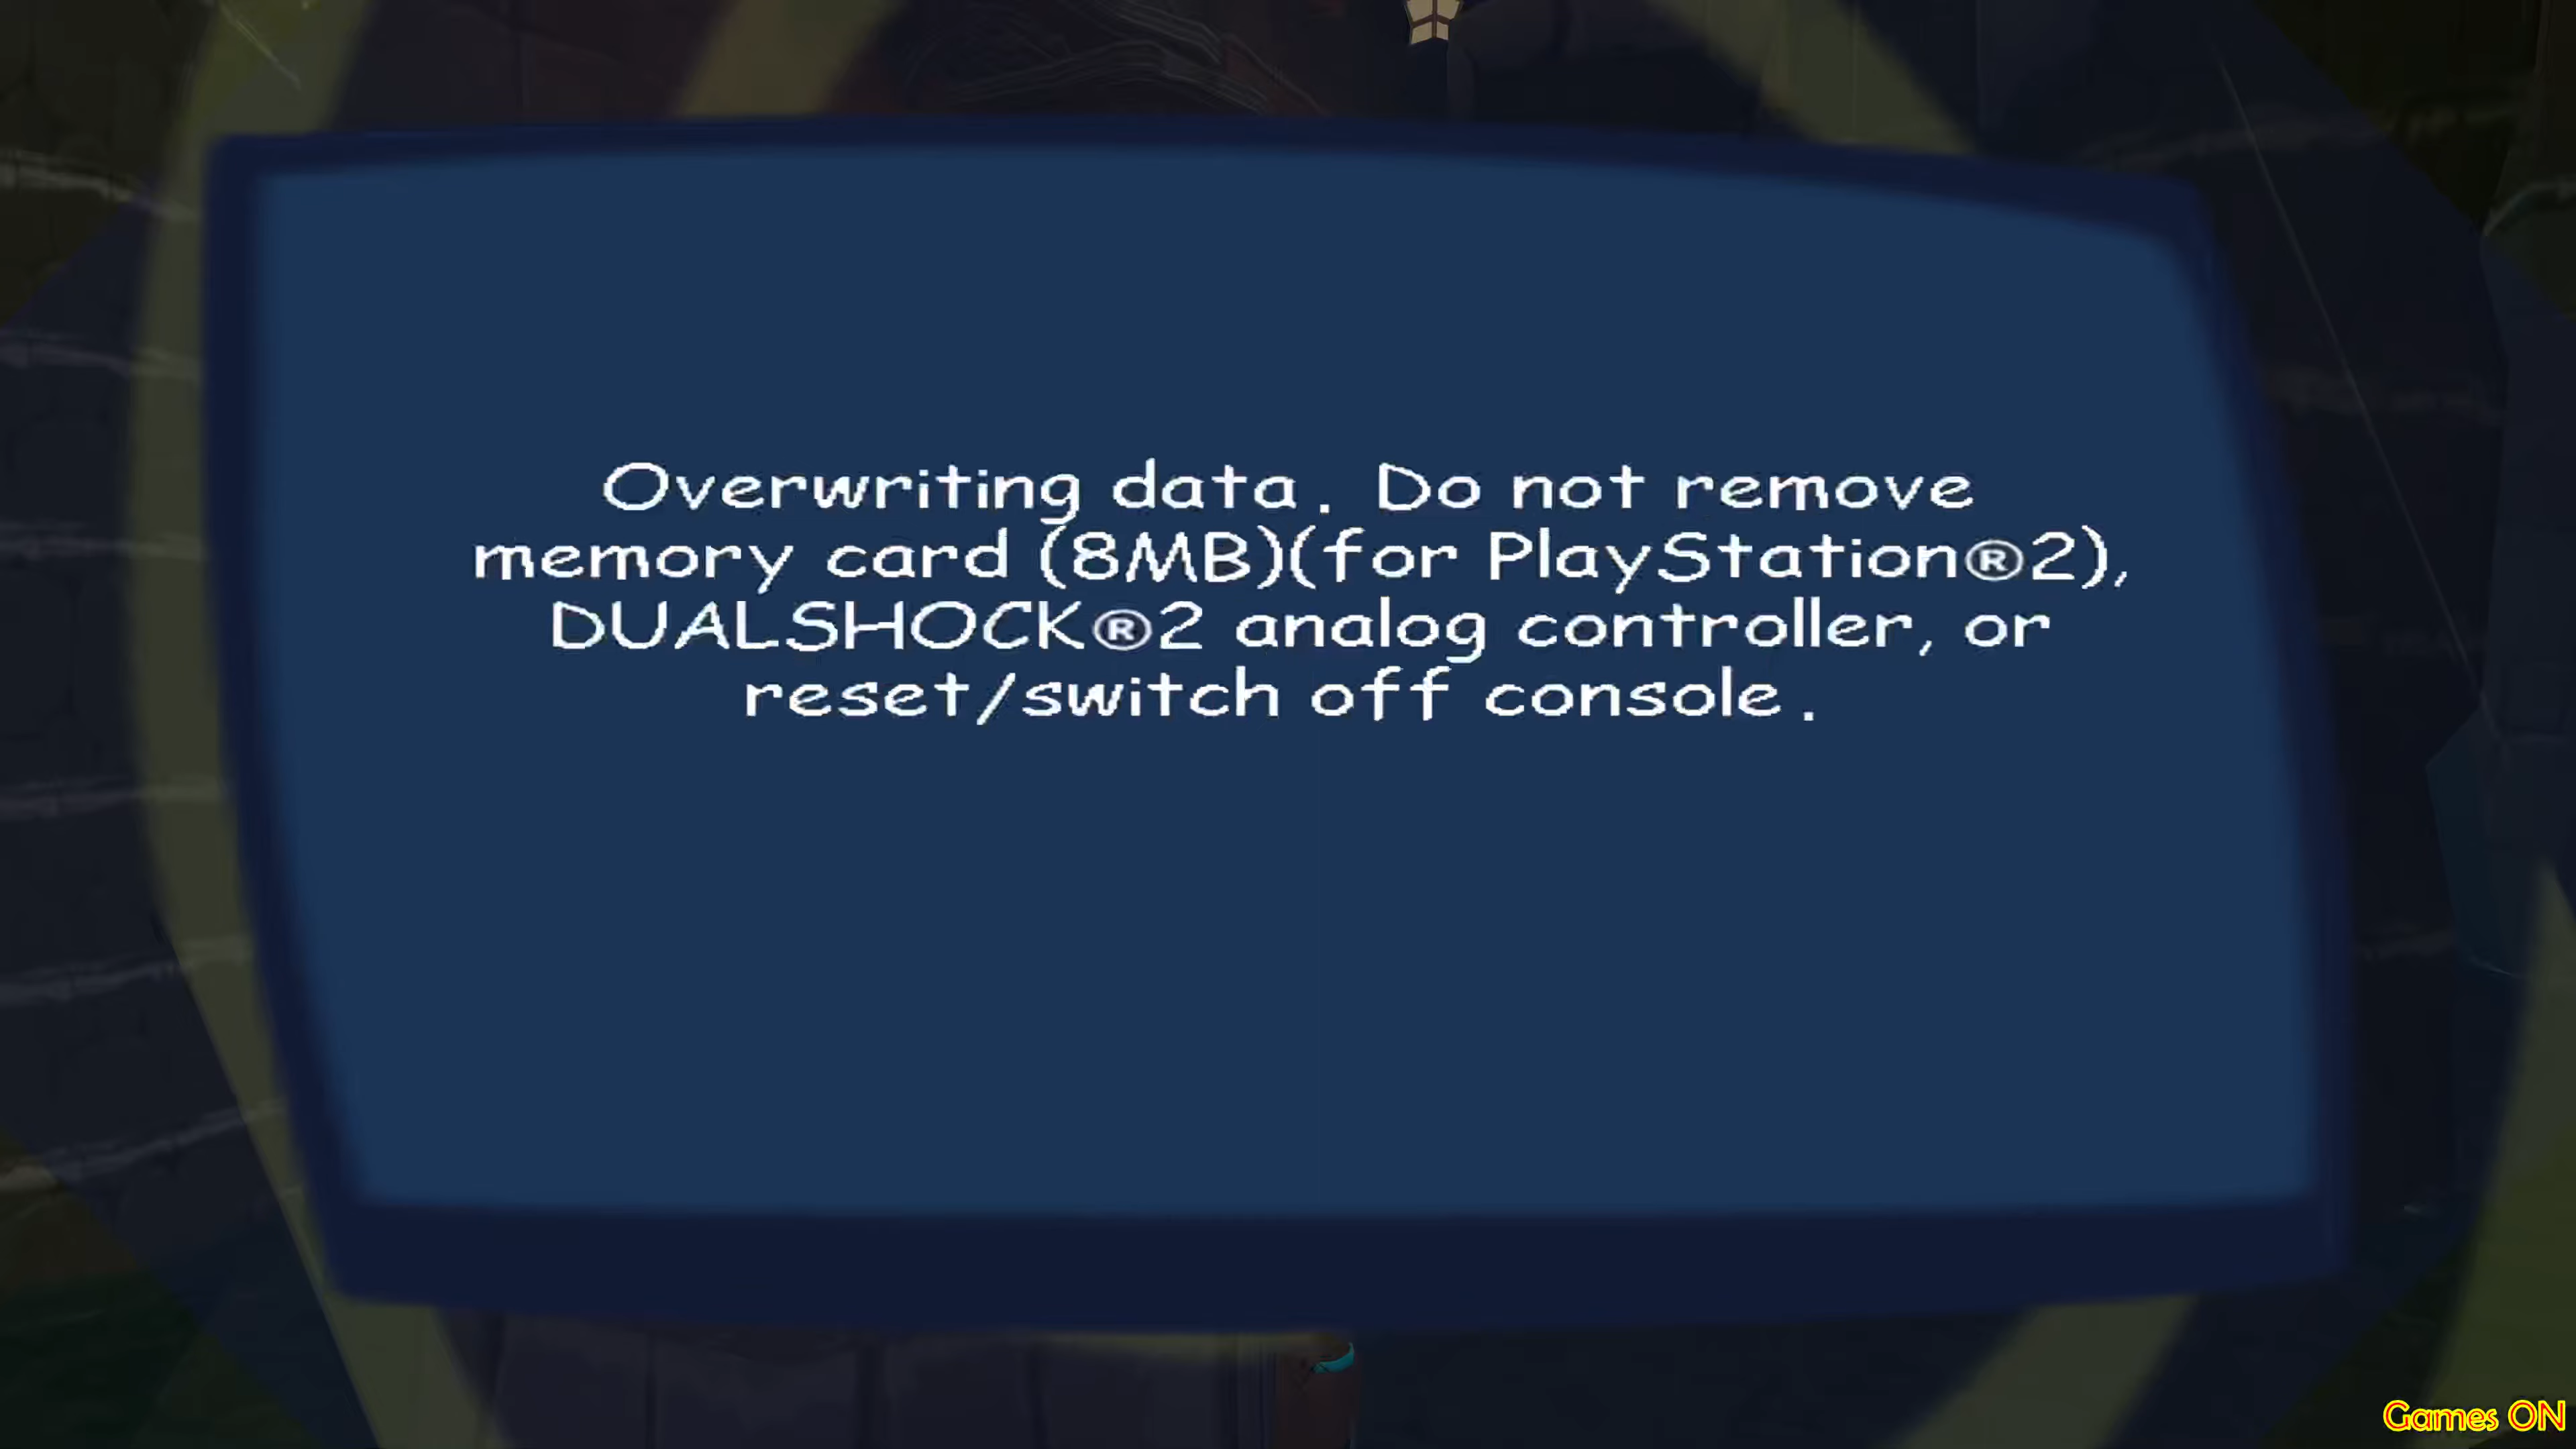 Overwriting data. Do not remove
memory card (8MB)(for PlayStation®2),
DUALSHOCK®2 analog controller, or
reset/switch off console.
Games ON